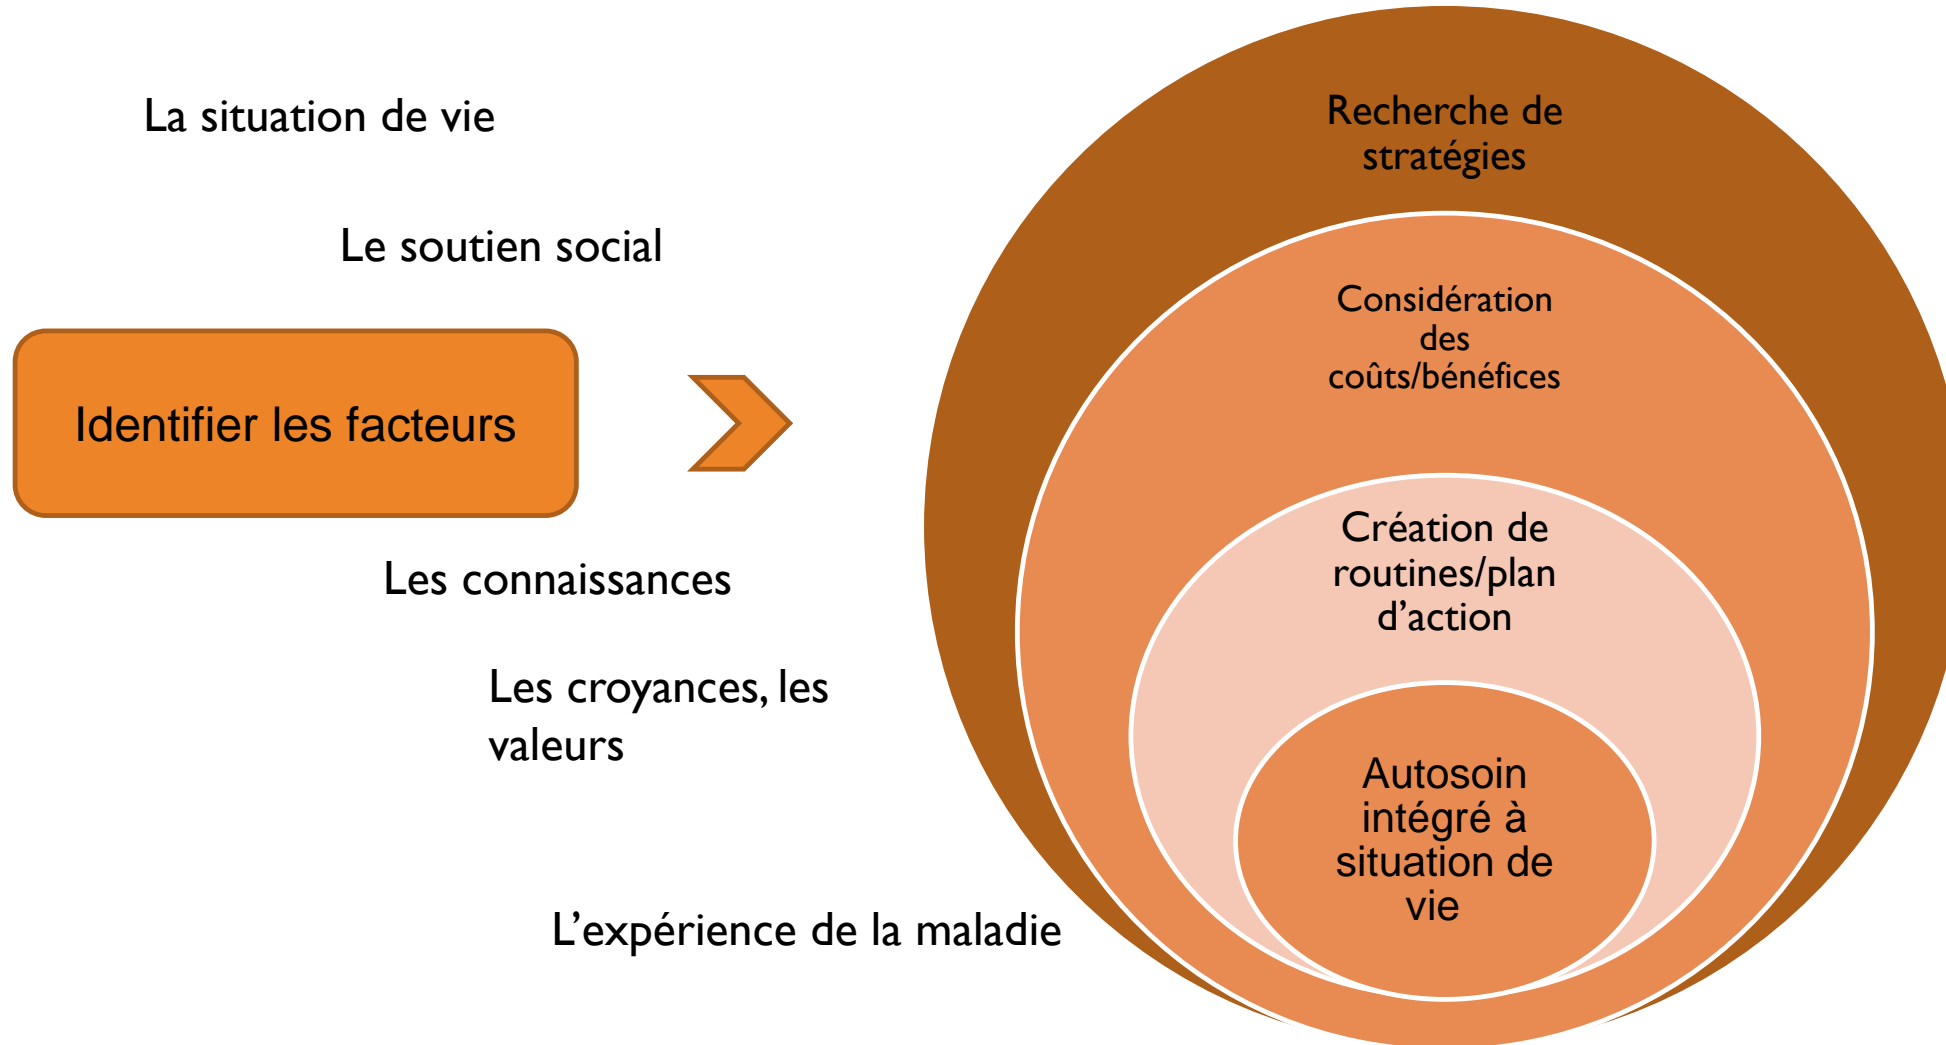 La situation de vie
Le soutien social
Identifier les facteurs
Les connaissances
Les croyances, les
valeurs
L’expérience de la maladie
Recherche de
stratégies
Considération
des
coûts/bénéfices
Création de
routines/plan
d’action
Autosoin
intégré à
situation de
vie